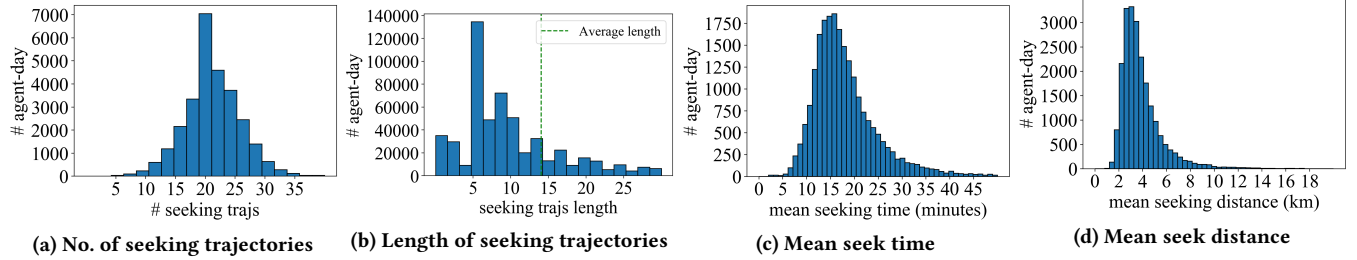 # agent-day
7000
6000
5000
4000
3000
2000
1000
0
5 10 15 20 25 30 35
# seeking trajs
(a) No. of seeking trajectories
# agent-day
140000
120000
100000
80000
60000
40000
20000
0
Average length
5 10 15 20 25
seeking trajs length
(b) Length of seeking trajectories
# agent-day
1750
1500
1250
1000
750
500
250
0
0 5 10 15 20 25 30 35 40 45
mean seeking time (minutes)
(c) Mean seek time
# agent-day
3000
2500
2000
1500
1000
500
0
0 2 4 6 8 10 12 14 16 18
mean seeking distance (km)
(d) Mean seek distance